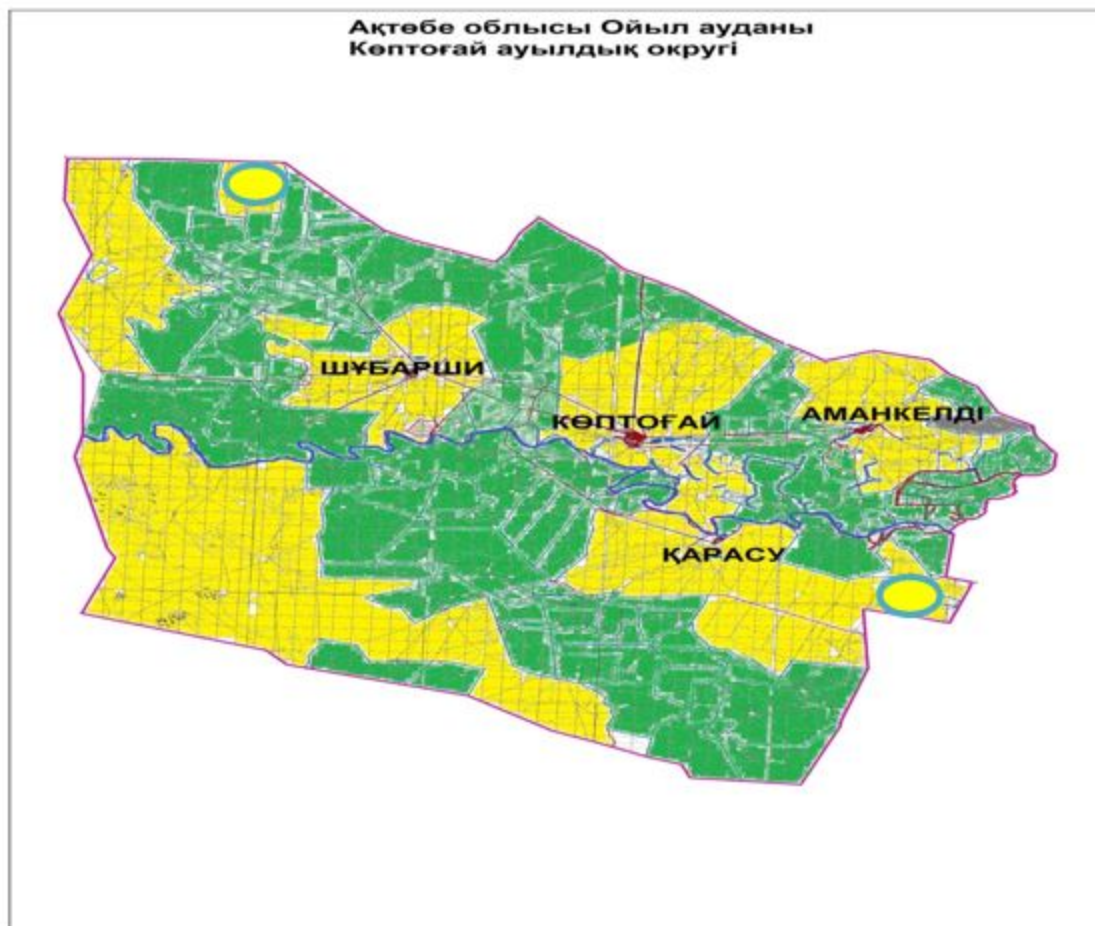 Ақтөбе облысы Ойыл ауданы
Көптоғай ауылдық округі
ШҰБАРШИ
КӨПТОҒАЙ
АМАНКЕЛДІ
ҚАРАСУ